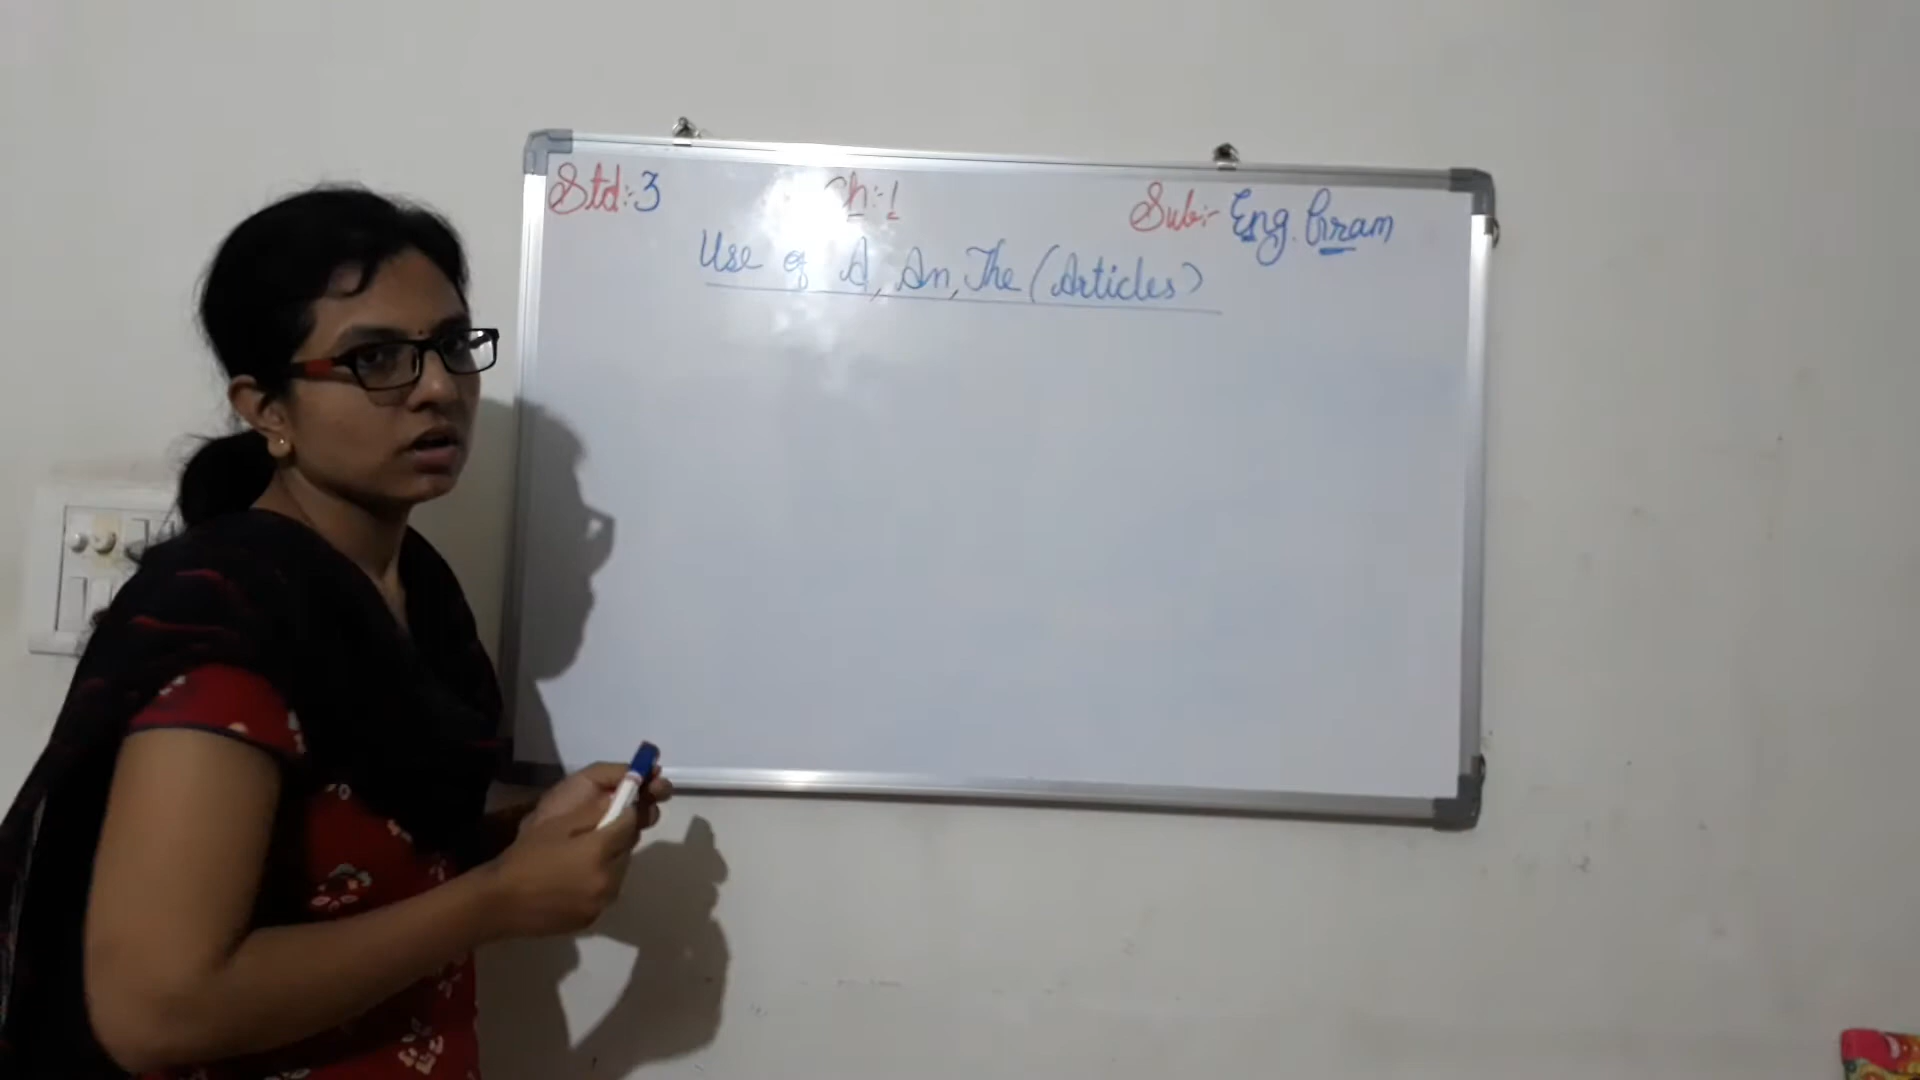 Std:- 3 Ch:- 1 Sub:- Eng. Gram
Use of A, An, The (Articles)